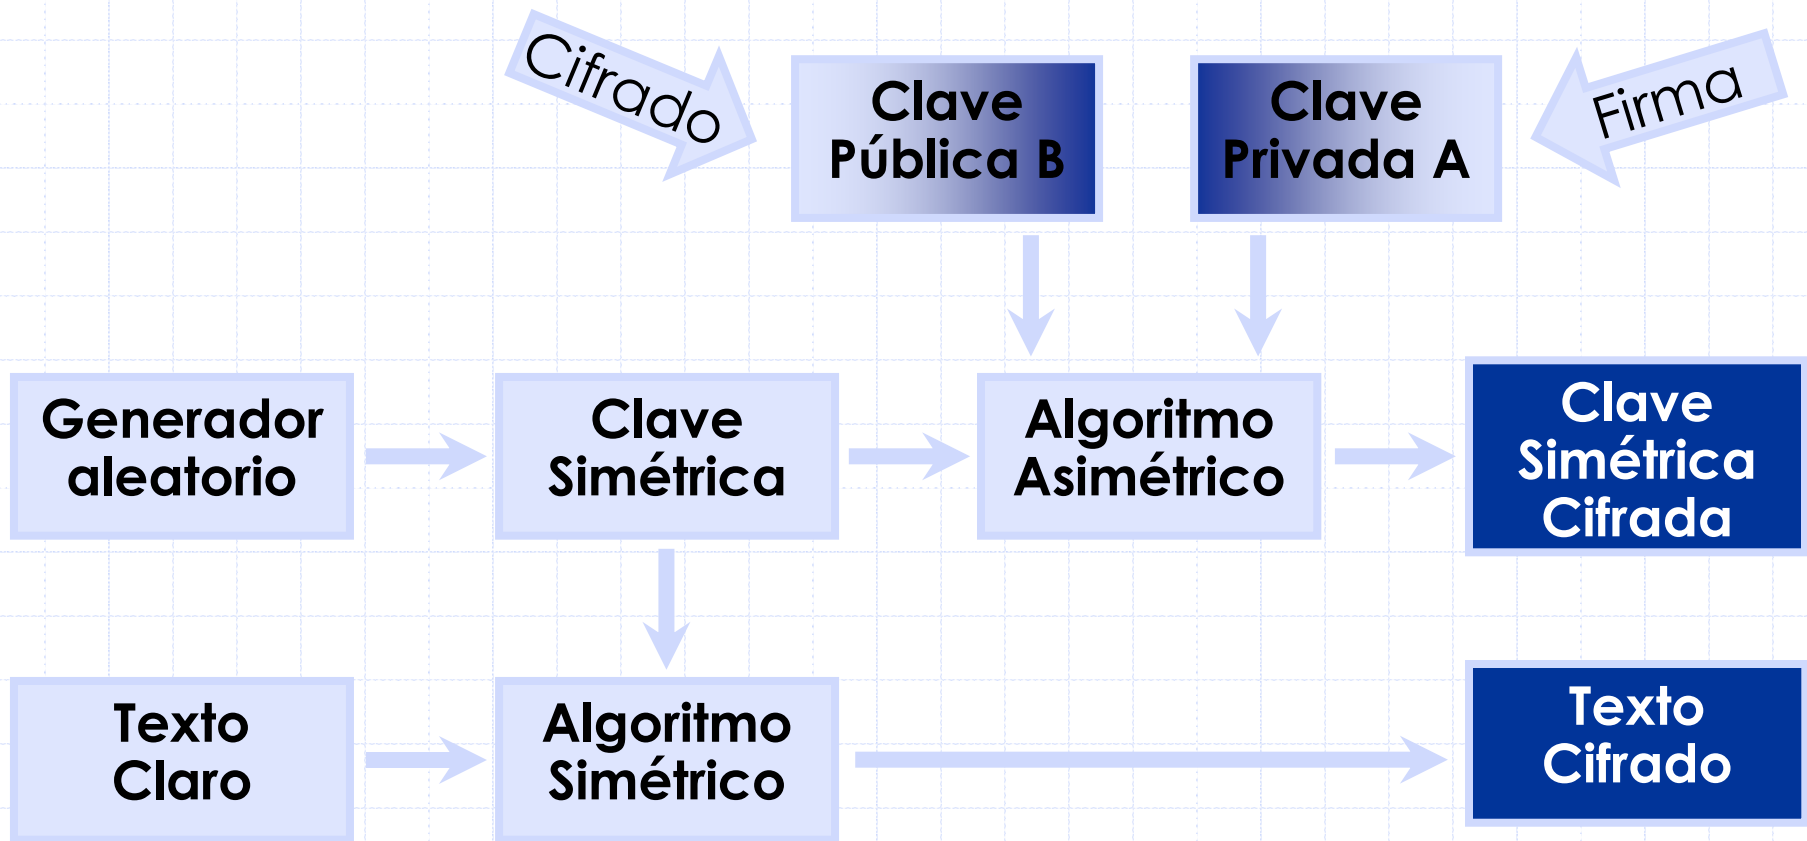 Cifrado
Clave
Pública B
Clave
Privada A
Firma
Generador
aleatorio
Clave
Simétrica
Algoritmo
Asimétrico
Clave
Simétrica
Cifrada
Texto
Claro
Algoritmo
Simétrico
Texto
Cifrado